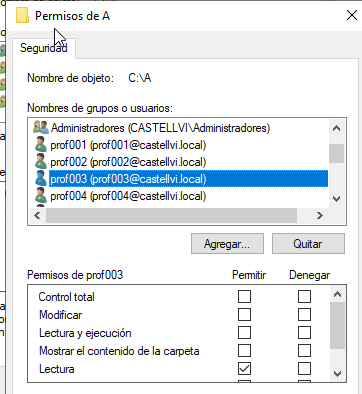 Permisos de A
Seguridad
Nombre de objeto: C:\A
Nombres de grupos o usuarios:
Administradores (CASTELLVI\Administradores)
prof001 (prof001@castellvi.local)
prof002 (prof002@castellvi.local)
prof003 (prof003@castellvi.local)
prof004 (prof004@castellvi.local)
Agregar... Quitar
Permisos de prof003 Permitir Denegar
Control total
Modificar
Lectura y ejecución
Mostrar el contenido de la carpeta
Lectura